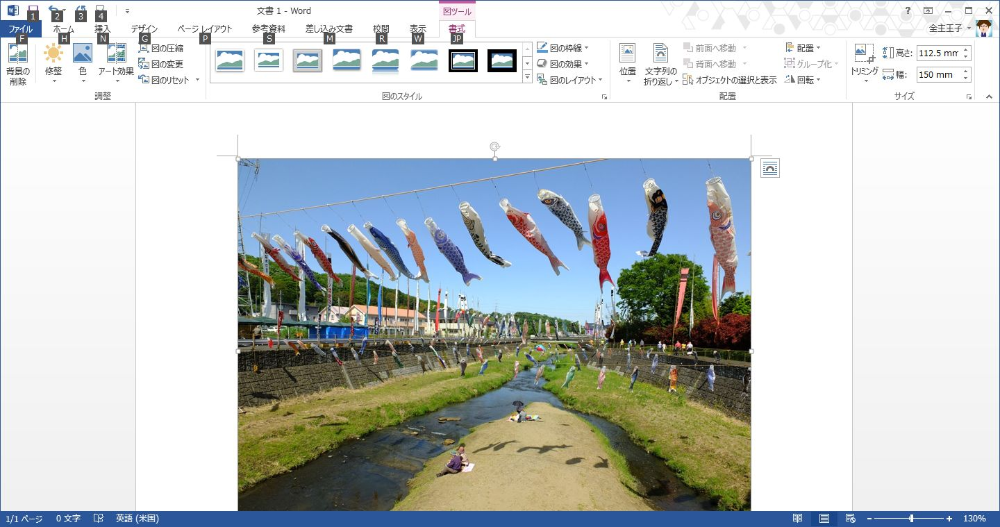 文書 1 - Word
図ツール
?
1 2 3 4
ファイル ホーム 挿入 デザイン ページ レイアウト 参考資料 差し込み文書 校閲 表示 書式
全主王子
F H N G P S M R W JP
背景の
削除
修整
色
アート効果
図の圧縮
図の変更
図のリセット
調整
図のスタイル
図の枠線
図の効果
図のレイアウト
位置
文字列の
折り返し
前面へ移動
背面へ移動
オブジェクトの選択と表示
配置
グループ化
回転
配置
トリミング
高さ: 112.5 mm
幅: 150 mm
サイズ
1/1 ページ 0 文字 英語 (米国) 130%